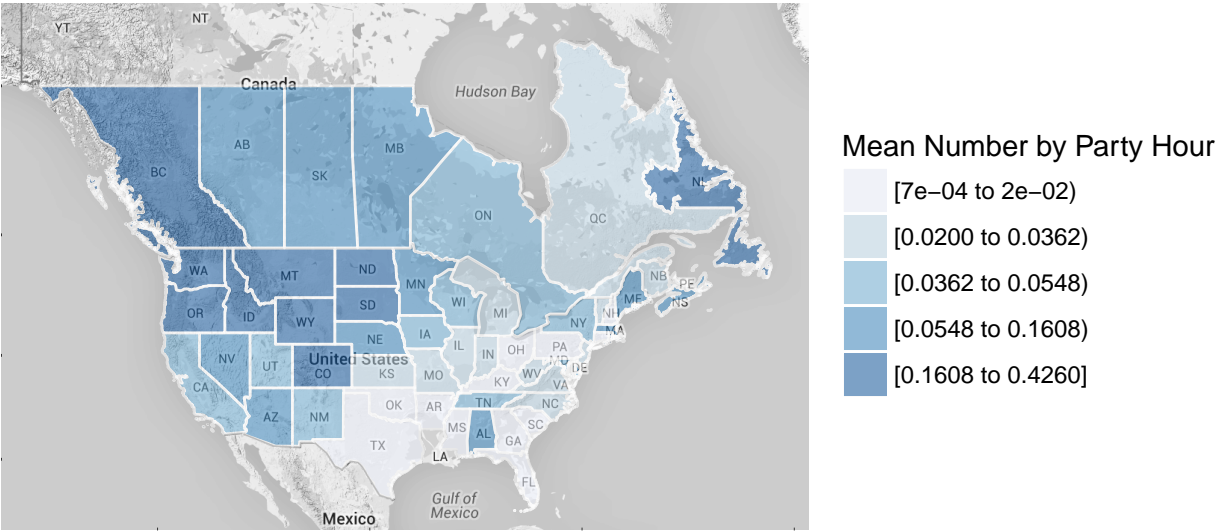 YT
NT
Canada
Hudson Bay
BC
AB
SK
MB
ON
QC
NL
NB
PE
NS
WA
MT
ND
MN
OR
ID
WY
SD
WI
MI
ME
NH
NY
MA
NE
IA
NV
UT
United States
CO
KS
CA
IL
IN
OH
PA
MD
DE
MO
WV
VA
KY
AZ
NM
OK
AR
TN
NC
TX
MS
AL
GA
SC
LA
FL
Gulf of
Mexico
Mexico
Mean Number by Party Hour
[7e−04 to 2e−02)
[0.0200 to 0.0362)
[0.0362 to 0.0548)
[0.0548 to 0.1608)
[0.1608 to 0.4260]